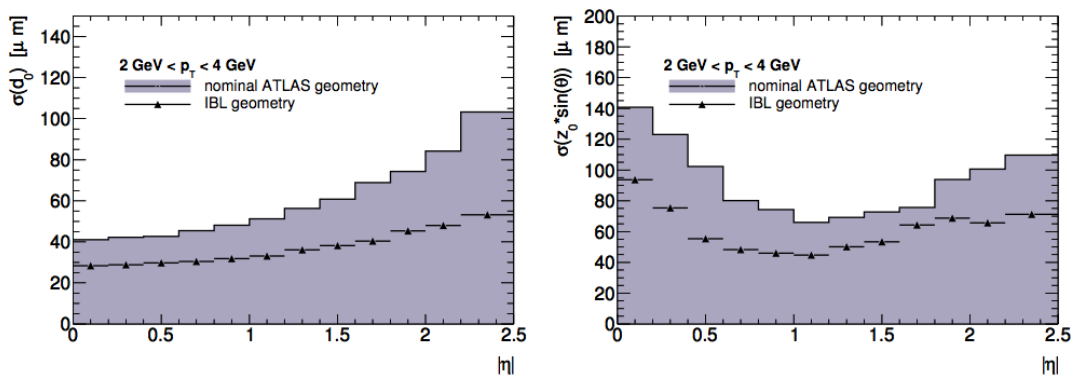 σ(d0) [μ m]
140
120
100
80
60
40
20
0
2 GeV < pT < 4 GeV
nominal ATLAS geometry
IBL geometry
0 0.5 1 1.5 2 2.5
|η|
σ(z0*sin(θ)) [μ m]
200
180
160
140
120
100
80
60
40
20
0
2 GeV < pT < 4 GeV
nominal ATLAS geometry
IBL geometry
0 0.5 1 1.5 2 2.5
|η|